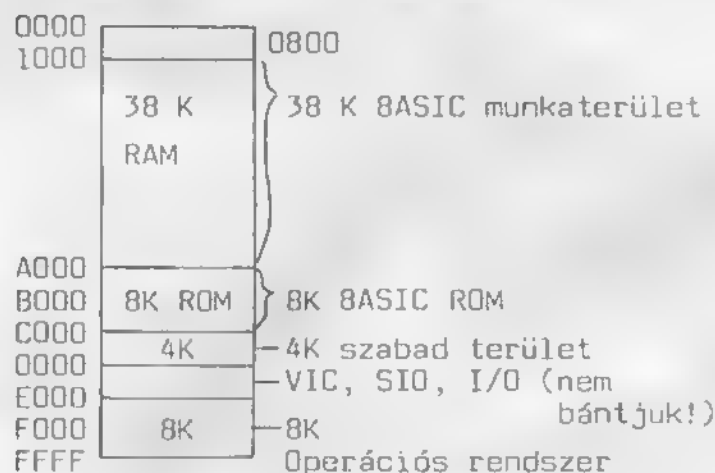 0000
0800
1000
38 K
38 K 8ASIC munkaterület
RAM
A000
B000
8K ROM
8K 8ASIC ROM
C000
4K
4K szabad terület
0000
VIC, SIO, I/O (nem
E000
bántjuk!)
F000
8K
8K
FFFF
Operációs rendszer